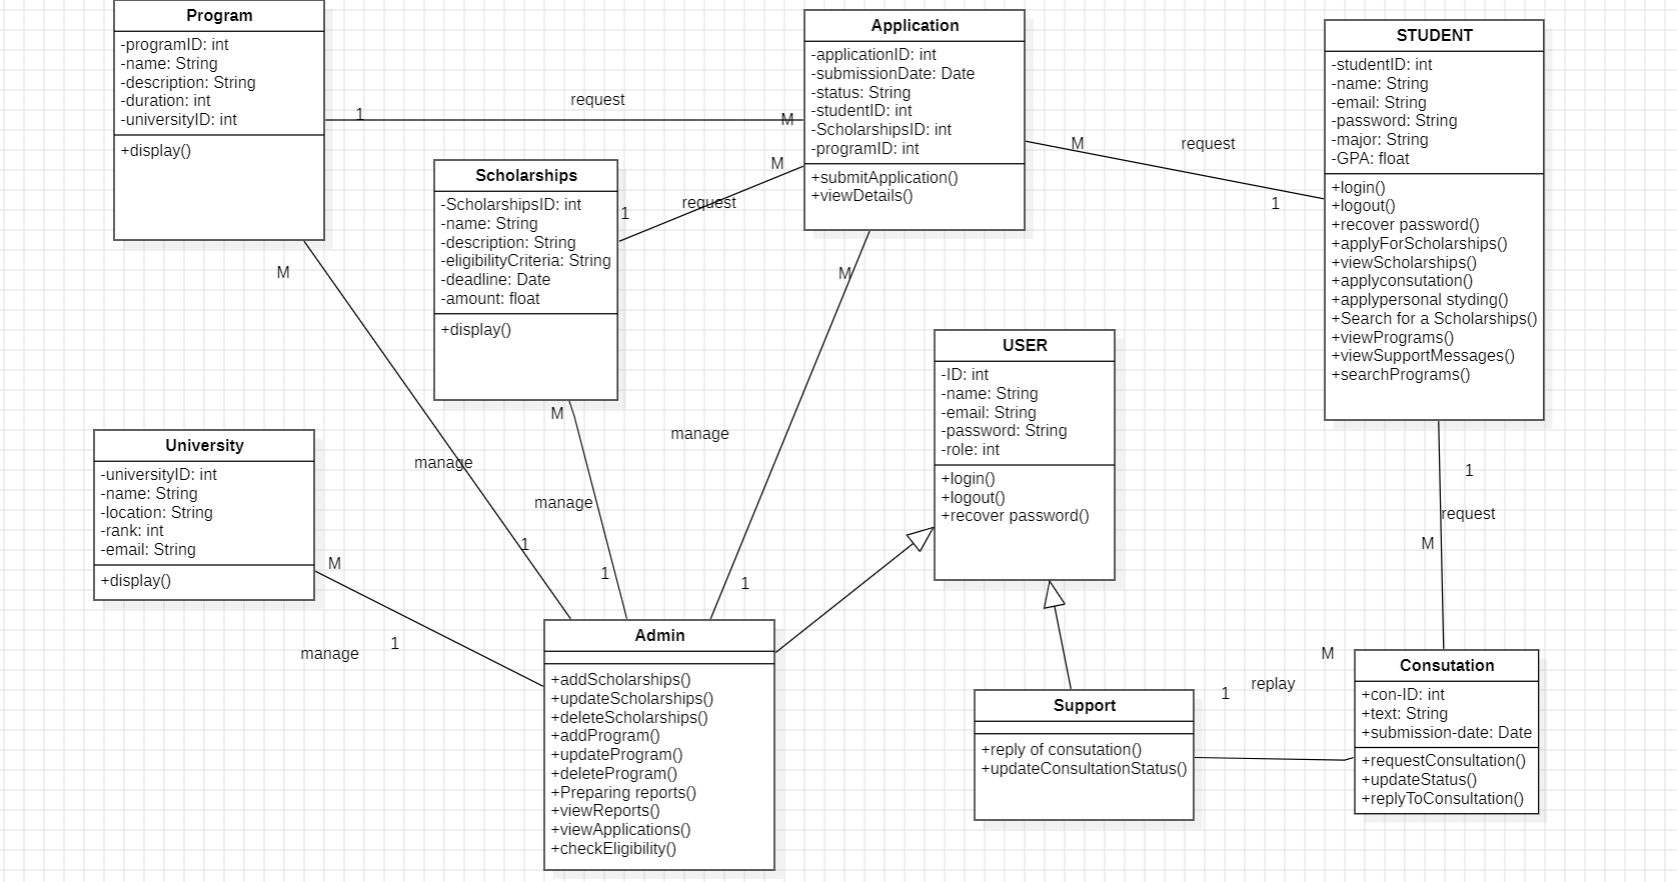 Program
-programID: int
-name: String
-description: String
-duration: int
-universityID: int
+display()
1
request
M
Application
-applicationID: int
-submissionDate: Date
-status: String
-studentID: int
-ScholarshipsID: int
-programID: int
+submitApplication()
+viewDetails()
M
request
1
STUDENT
-studentID: int
-name: String
-email: String
-password: String
-major: String
-GPA: float
+login()
+logout()
+recover password()
+applyForScholarships()
+viewScholarships()
+applyconsutation()
+applypersonal styding()
+Search for a Scholarships()
+viewPrograms()
+viewSupportMessages()
+searchPrograms()
Scholarships
-ScholarshipsID: int
-name: String
-description: String
-eligibilityCriteria: String
-deadline: Date
-amount: float
+display()
1
request
M
M
manage
1
M
manage
1
M
manage
1
University
-universityID: int
-name: String
-location: String
-rank: int
-email: String
+display()
M
manage
1
USER
-ID: int
-name: String
-email: String
-password: String
-role: int
+login()
+logout()
+recover password()
1
request
M
Admin
+addScholarships()
+updateScholarships()
+deleteScholarships()
+addProgram()
+updateProgram()
+deleteProgram()
+Preparing reports()
+viewReports()
+viewApplications()
+checkEligibility()
Support
+reply of consutation()
+updateConsultationStatus()
1
replay
M
Consutation
+con-ID: int
+text: String
+submission-date: Date
+requestConsultation()
+updateStatus()
+replyToConsultation()